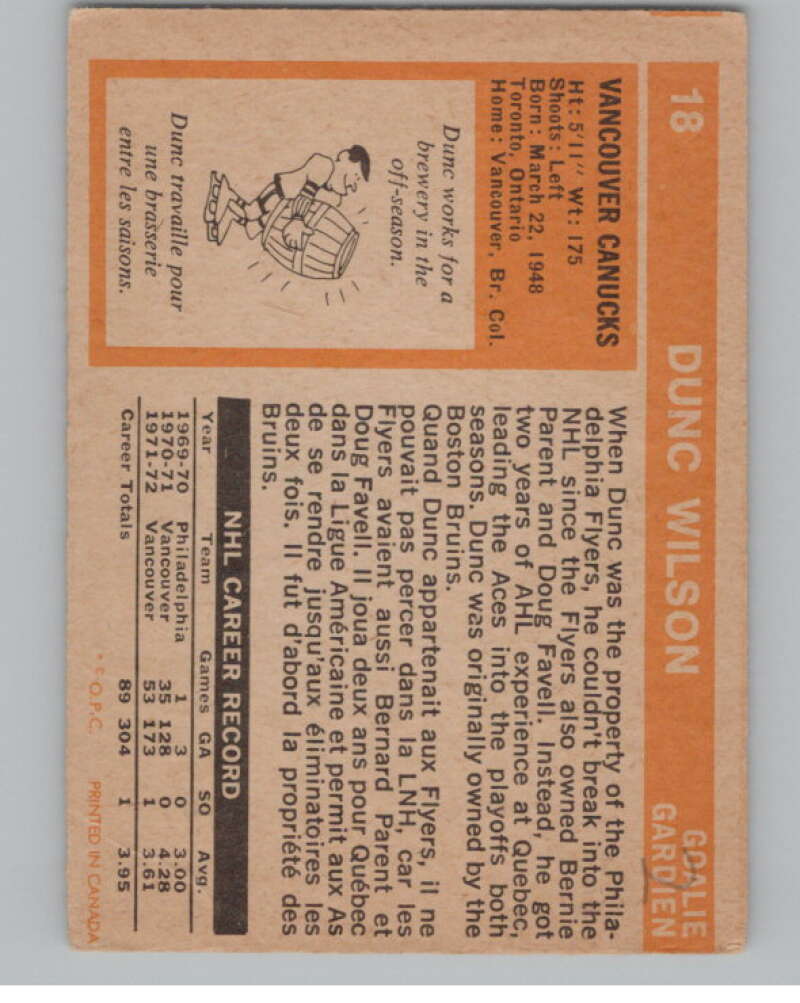 18 DUNC WILSON GOALIE
GARDIEN
VANCOUVER CANUCKS
Ht: 5'11" Wt: 175
Shoots: Left
Born: March 22, 1948
Toronto, Ontario
Home: Vancouver, Br. Col.
Dunc works for a
brewery in the
off-season.
Dunc travaille pour
une brasserie
entre les saisons.
When Dunc was the property of the Phila-
delphia Flyers, he couldn't break into the
NHL since the Flyers also owned Bernie
Parent and Doug Favell. Instead, he got
two years of AHL experience at Quebec,
leading the Aces into the playoffs both
seasons. Dunc was originally owned by the
Boston Bruins.
Quand Dunc appartenait aux Flyers, il ne
pouvait pas percer dans la LNH, car les
Flyers avaient aussi Bernard Parent et
Doug Favell. Il joua deux ans pour Québec
dans la Ligue Américaine et permit aux As
de se rendre jusqu'aux éliminatoires les
deux fois. Il fut d'abord la propriété des
Bruins.
NHL CAREER RECORD
Year Team Games GA SO Avg.
1969-70 Philadelphia 1 3 0 3.00
1970-71 Vancouver 35 128 0 4.28
1971-72 Vancouver 53 173 1 3.61
Career Totals 89 304 1 3.95
* © O.P.C. PRINTED IN CANADA